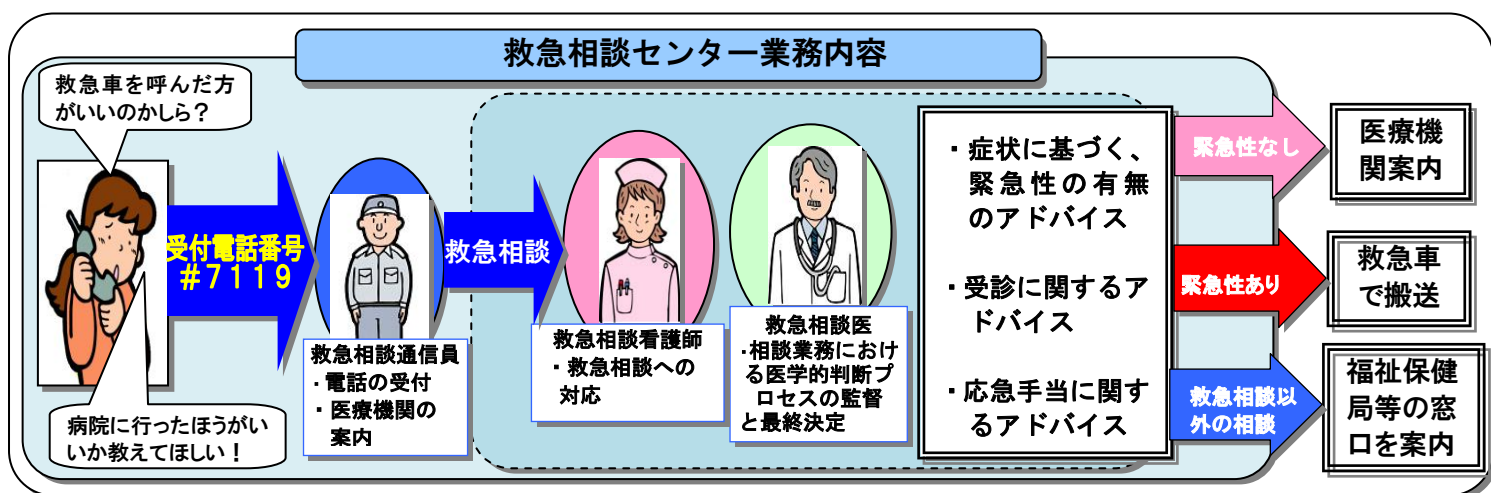 救急相談センター業務内容
救急車を呼んだ方
がいいのかしら？
病院に行ったほうがい
いか教えてほしい！
受付電話番号
＃７１１９
救急相談通信員
・電話の受付
・医療機関の
案内
救急相談
救急相談看護師
・救急相談への
対応
救急相談医
・相談業務におけ
る医学的判断プ
ロセスの監督
と最終決定
・症状に基づく、
緊急性の有無
のアドバイス
・受診に関するア
ドバイス
・応急手当に関す
るアドバイス
緊急性なし
医療機
関案内
緊急性あり
救急車
で搬送
救急相談以
外の相談
福祉保健
局等の窓
口を案内